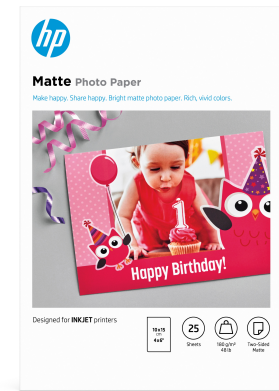 hp
Matte Photo Paper
Make happy. Share happy. Bright matte photo paper. Rich, vivid colors.
1
Happy Birthday!
Designed for INKJET printers
10x15
cm
4x6"
25
Sheets
180 g/m²
48 lb
Two-Sided
Matte